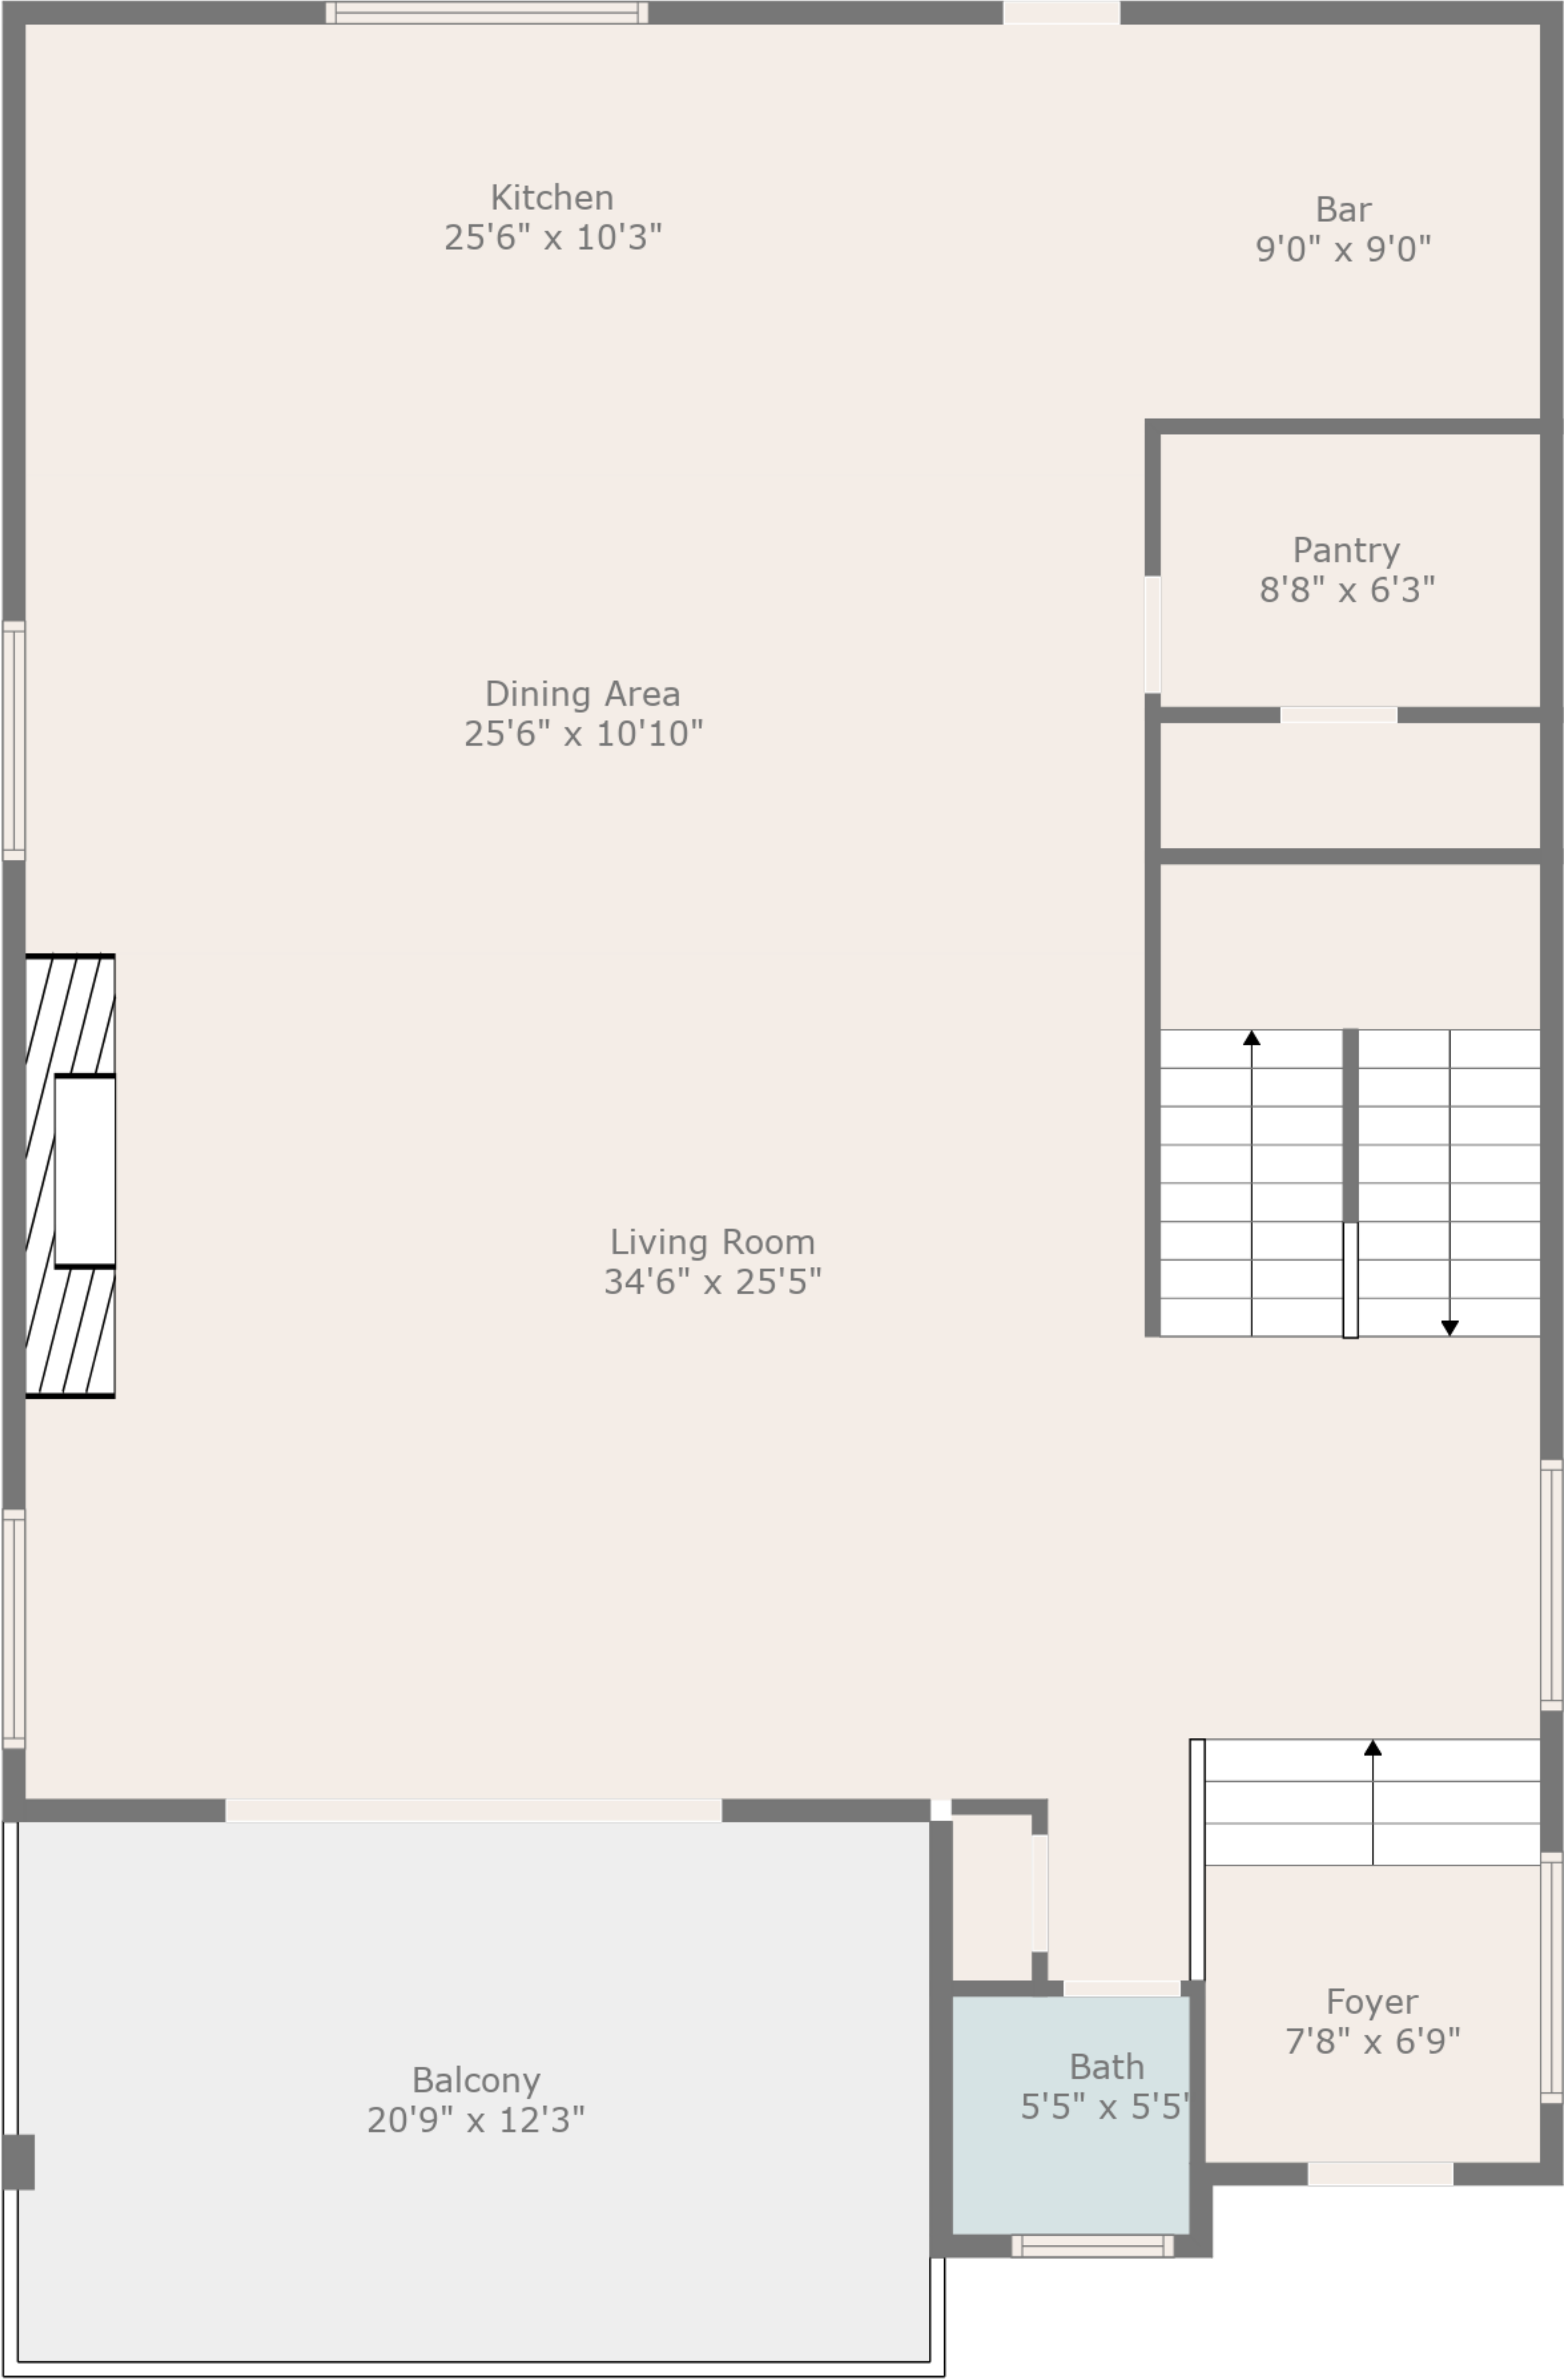 Kitchen
25'6" x 10'3"
Bar
9'0" x 9'0"
Pantry
8'8" x 6'3"
Dining Area
25'6" x 10'10"
Living Room
34'6" x 25'5"
Foyer
7'8" x 6'9"
Bath
5'5" x 5'5'
Balcony
20'9" x 12'3"